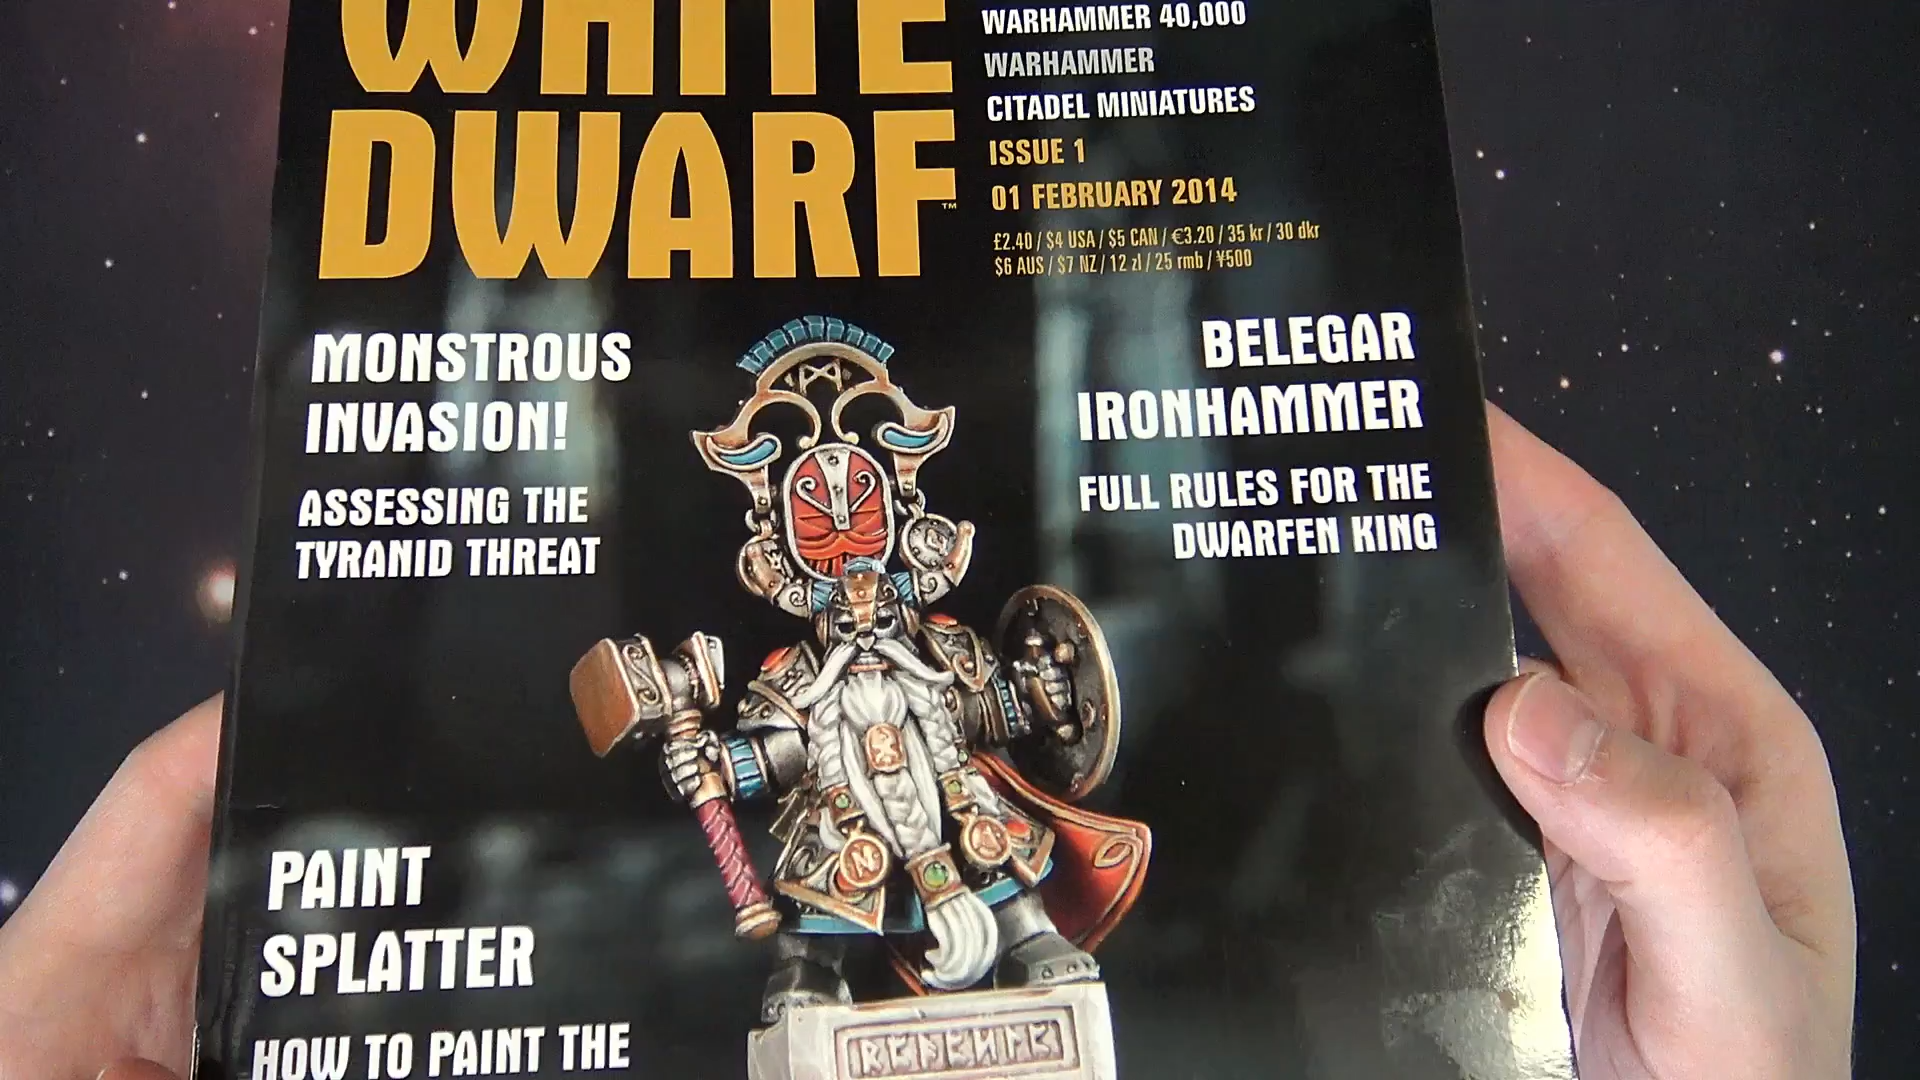 WHITE
DWARF™
WARHAMMER 40,000
WARHAMMER
CITADEL MINIATURES
ISSUE 1
01 FEBRUARY 2014
£2.40 / $4 USA / $5 CAN / €3.20 / 35 kr / 30 dkr
$6 AUS / $7 NZ / 12 zl / 25 rmb / ¥500
MONSTROUS
INVASION!
ASSESSING THE
TYRANID THREAT
BELEGAR
IRONHAMMER
FULL RULES FOR THE
DWARFEN KING
PAINT
SPLATTER
HOW TO PAINT THE